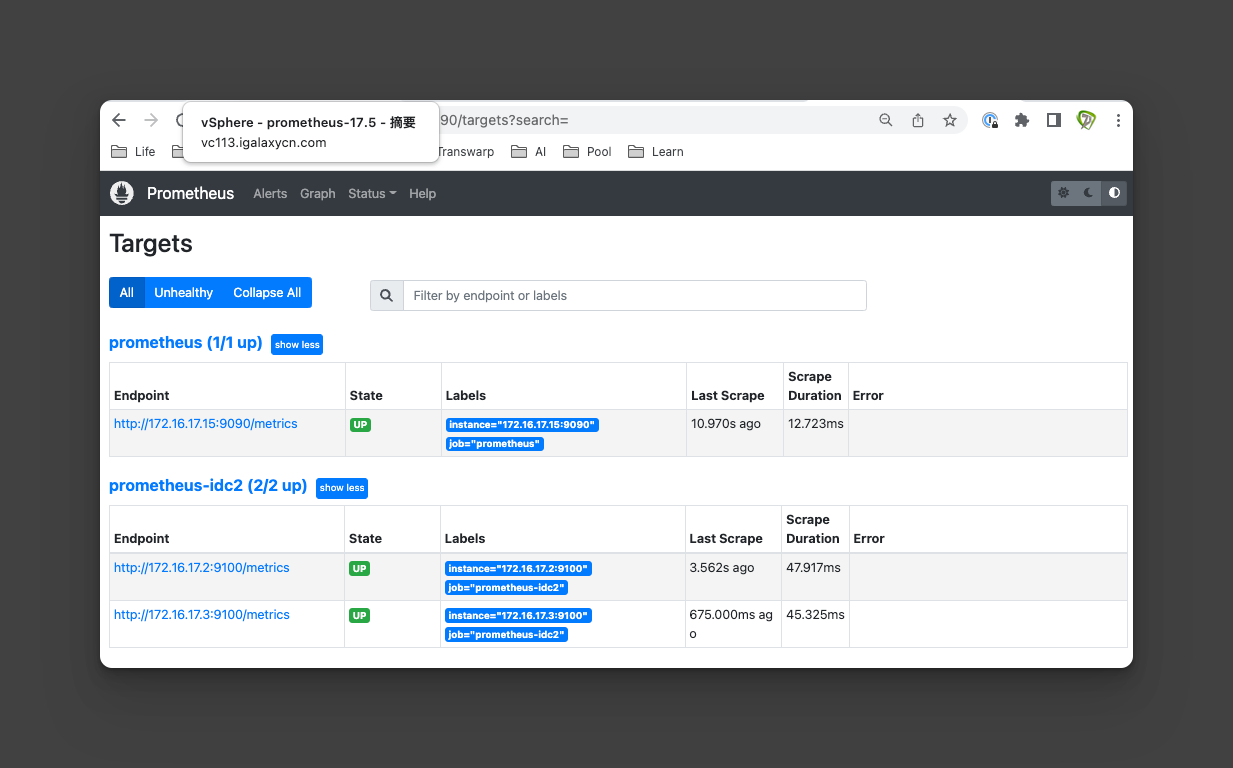 vSphere - prometheus-17.5 - 摘要
vc113.igalaxycn.com
90/targets?search=
Life
Transwarp
AI
Pool
Learn
Prometheus
Alerts
Graph
Status
Help
Targets
All
Unhealthy
Collapse All
Filter by endpoint or labels
prometheus (1/1 up)
show less
Endpoint
State
Labels
Last Scrape
Scrape
Duration
Error
http://172.16.17.15:9090/metrics
UP
instance="172.16.17.15:9090"
job="prometheus"
10.970s ago
12.723ms
prometheus-idc2 (2/2 up)
show less
Endpoint
State
Labels
Last Scrape
Scrape
Duration
Error
http://172.16.17.2:9100/metrics
UP
instance="172.16.17.2:9100"
job="prometheus-idc2"
3.562s ago
47.917ms
http://172.16.17.3:9100/metrics
UP
instance="172.16.17.3:9100"
job="prometheus-idc2"
675.000ms ag
o
45.325ms